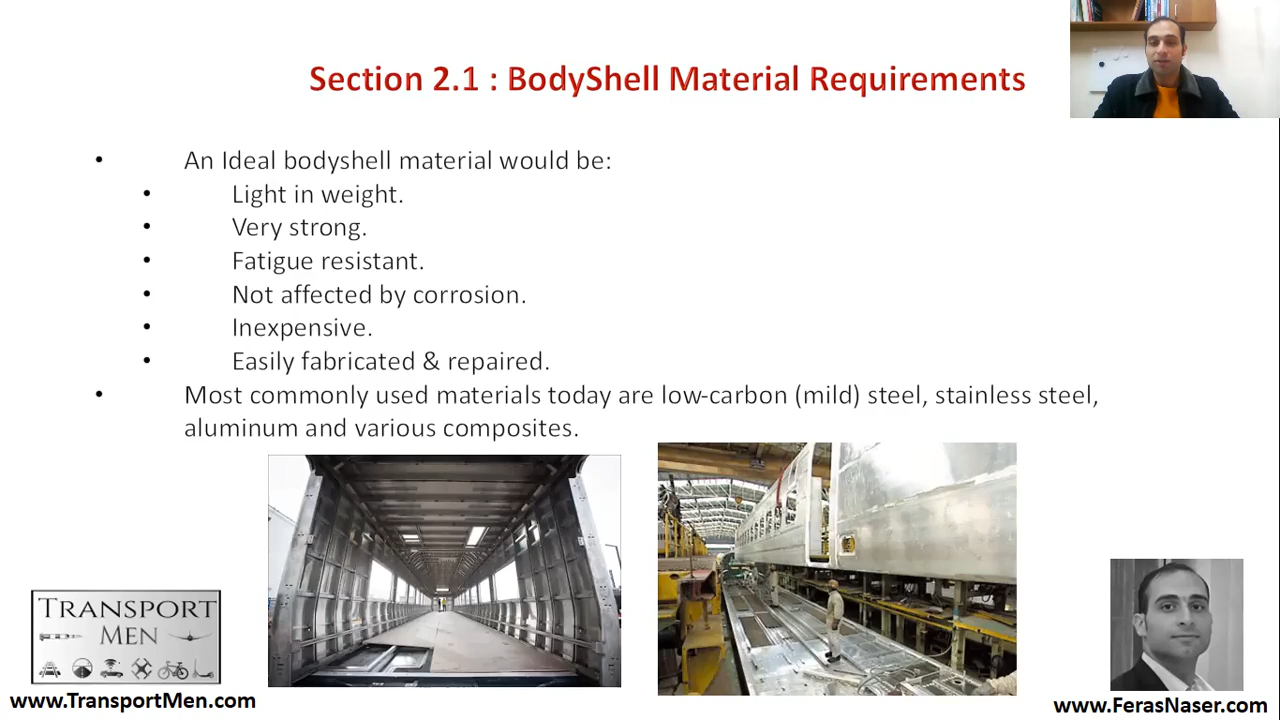 Section 2.1 : BodyShell Material Requirements
• An Ideal bodyshell material would be:
• Light in weight.
• Very strong.
• Fatigue resistant.
• Not affected by corrosion.
• Inexpensive.
• Easily fabricated & repaired.
• Most commonly used materials today are low-carbon (mild) steel, stainless steel,
aluminum and various composites.
TRANSPORT
MEN
www.TransportMen.com
www.FerasNaser.com